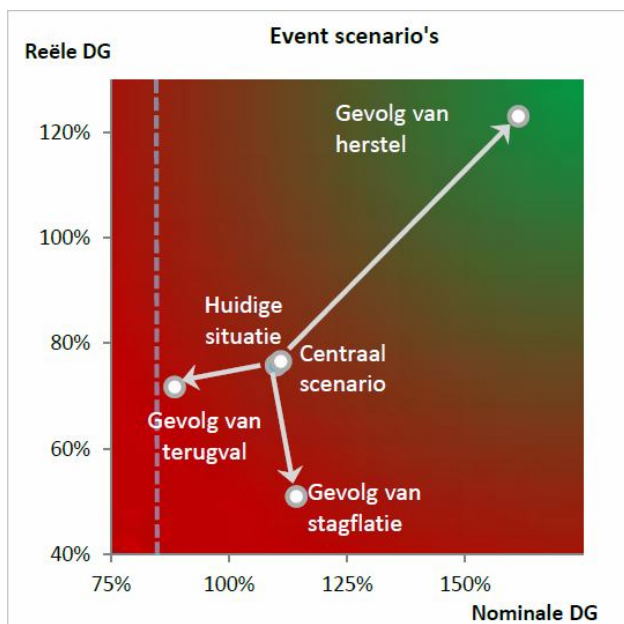 Event scenario's
Reële DG
120%
100%
80%
60%
40%
75%
100%
125%
150%
Nominale DG
Gevolg van
herstel
Huidige
situatie
Centraal
scenario
Gevolg van
terugval
Gevolg van
stagflatie